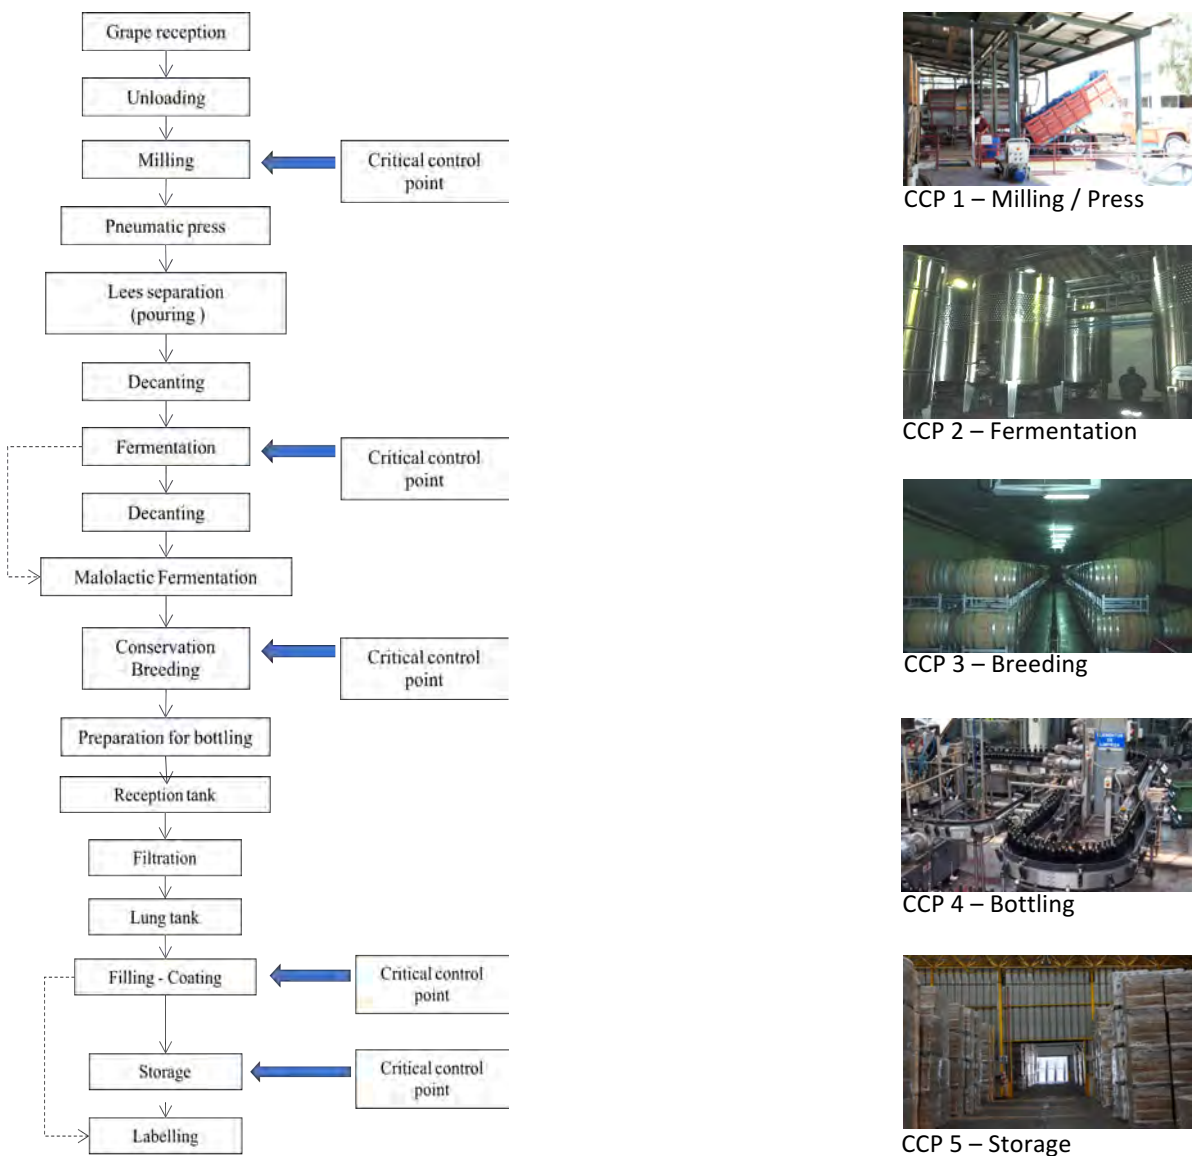 Grape reception
Unloading
Milling
Critical control
point
Pneumatic press
Lees separation
(pouring )
Decanting
Fermentation
Critical control
point
Decanting
Malolactic Fermentation
Conservation
Breeding
Critical control
point
Preparation for bottling
Reception tank
Filtration
Lung tank
Filling - Coating
Critical control
point
Storage
Critical control
point
Labelling
CCP 1 – Milling / Press
CCP 2 – Fermentation
CCP 3 – Breeding
CCP 4 – Bottling
CCP 5 – Storage